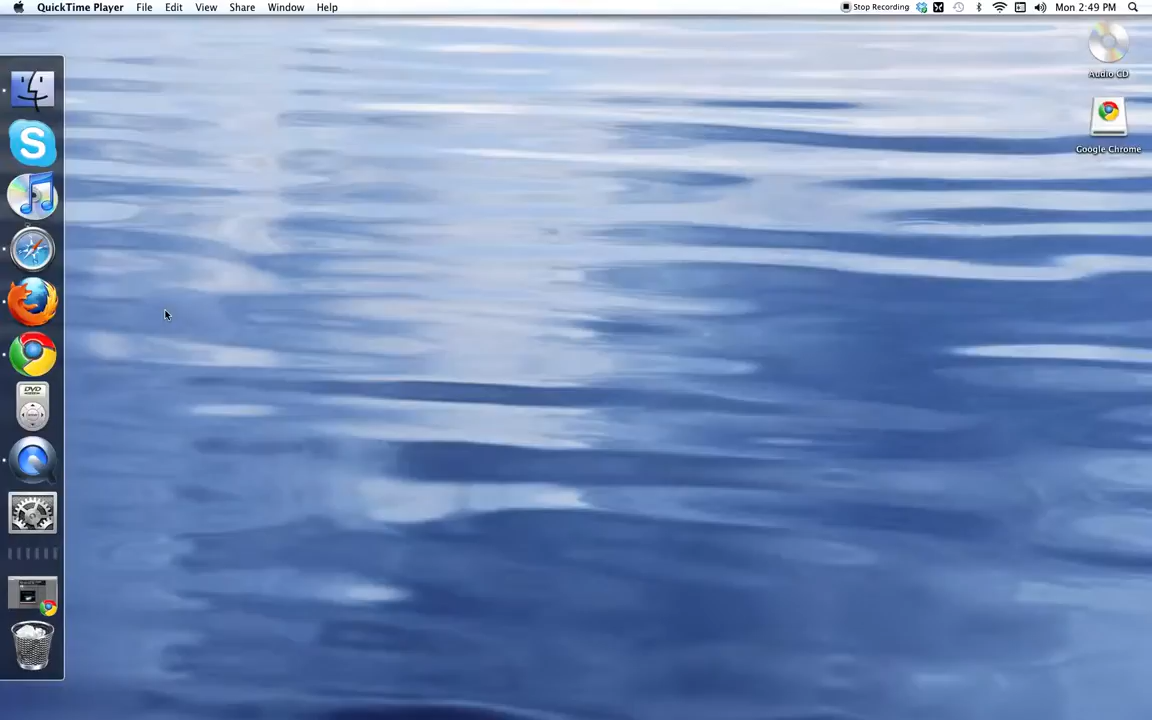 QuickTime Player File Edit View Share Window Help Stop Recording Mon 2:49 PM
Audio CD
Google Chrome
S
DVD